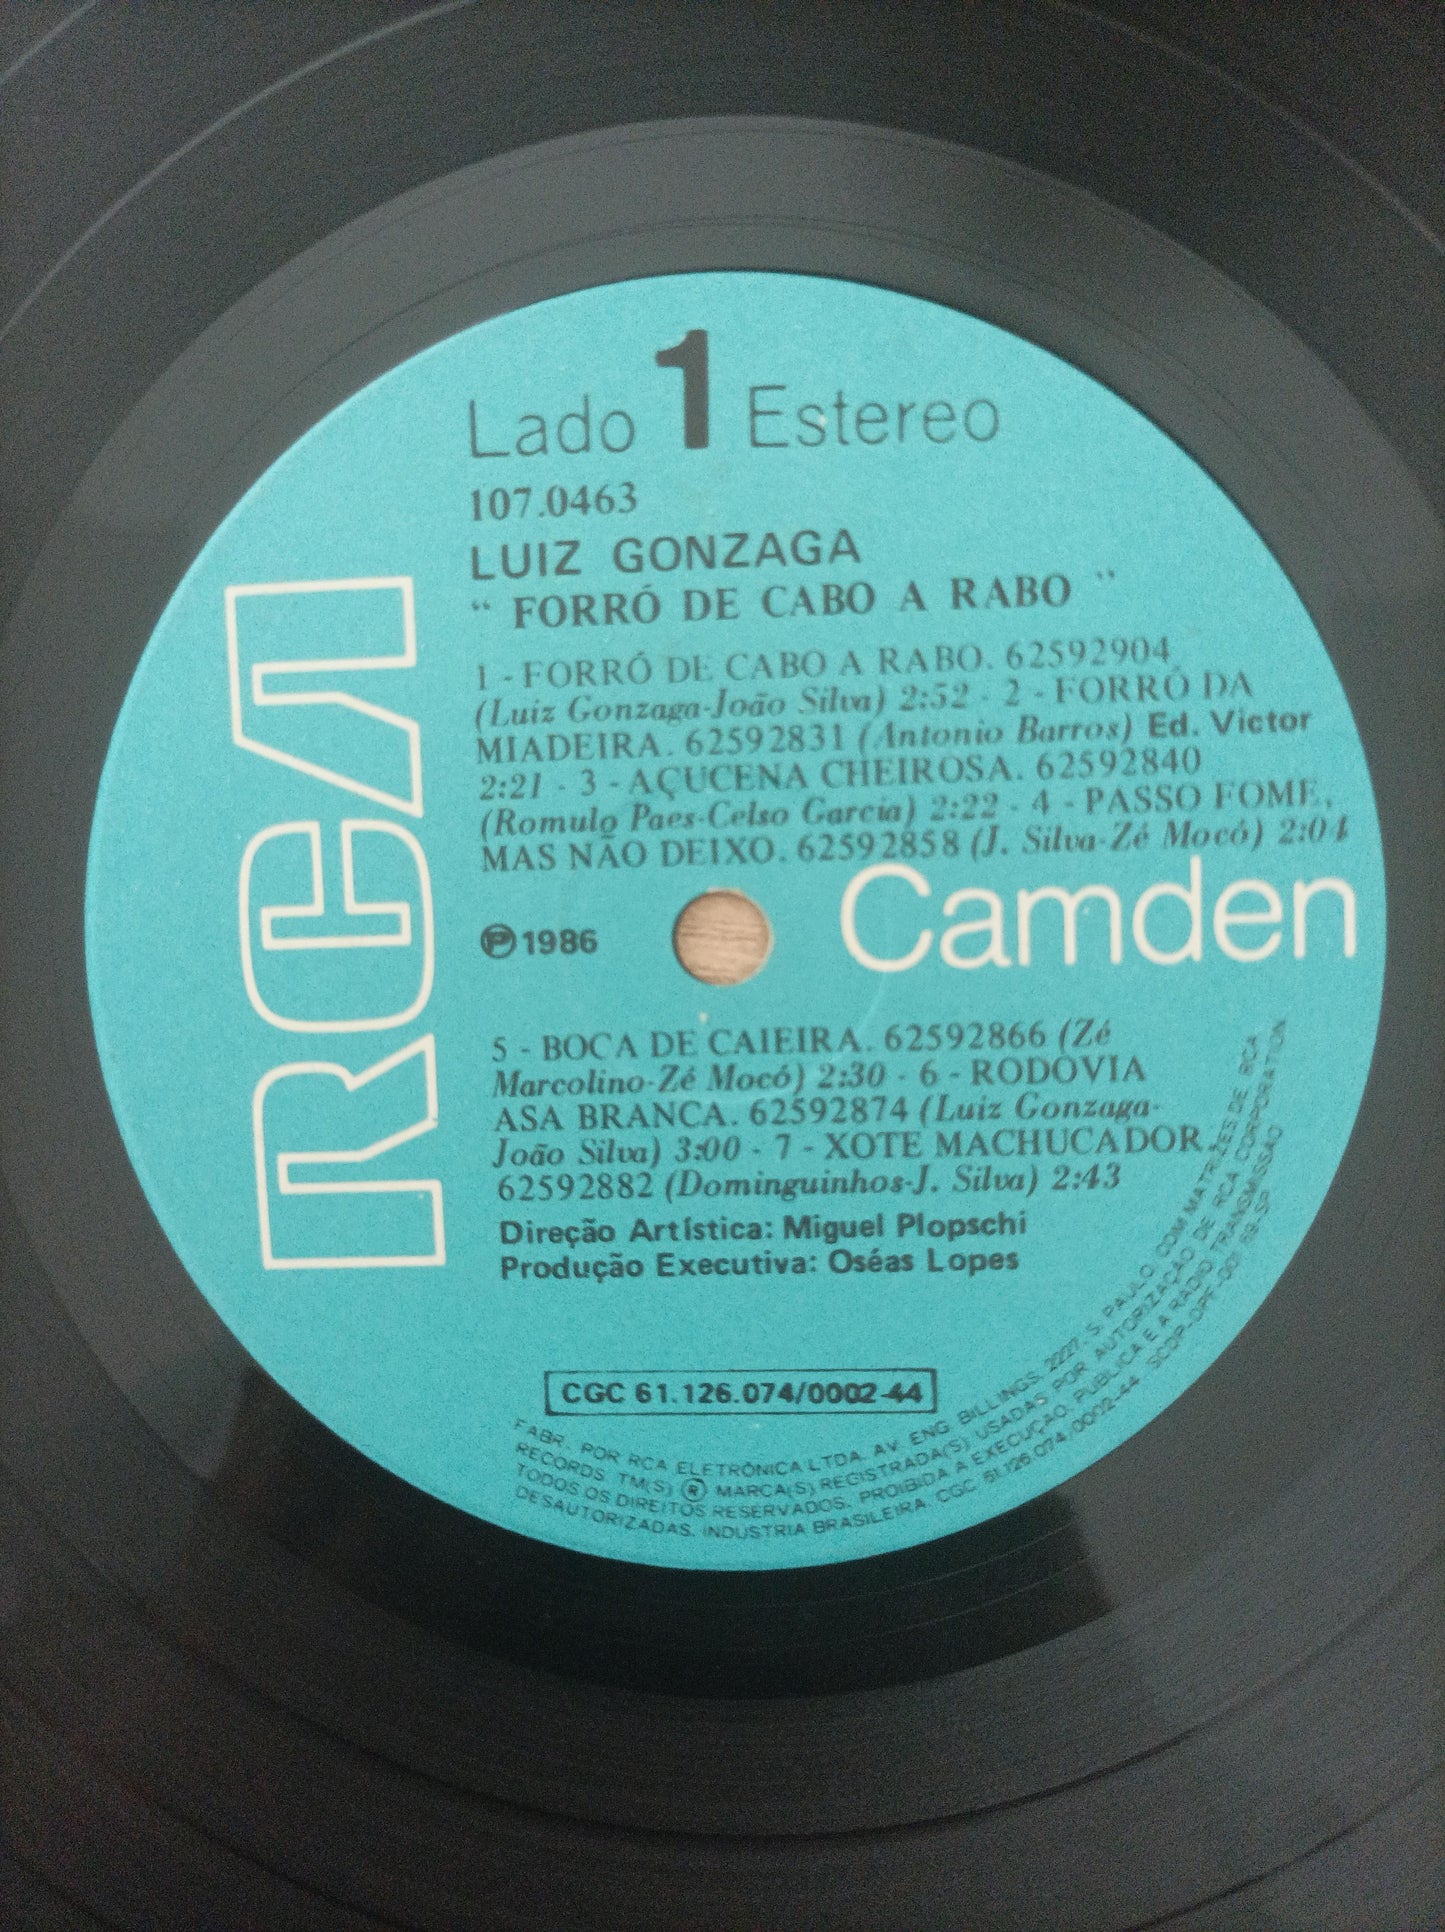 Lado 1 Estereo
107.0463
LUIZ GONZAGA
" FORRÓ DE CABO A RABO "
1 - FORRÓ DE CABO A RABO. 62592904
(Luiz Gonzaga-João Silva) 2:52 - 2 - FORRÓ DA
MIADEIRA. 62592831 (Antonio Barros) Ed. Victor
2:21 - 3 - AÇUCENA CHEIROSA. 62592840
(Romulo Paes-Celso Garcia) 2:22 - 4 - PASSO FOME,
MAS NÃO DEIXO. 62592858 (J. Silva-Zé Mocó) 2:04
RCA
Ⓟ 1986
Camden
5 - BOCA DE CAIEIRA. 62592866 (Zé
Marcolino-Zé Mocó) 2:30 - 6 - RODOVIA
ASA BRANCA. 62592874 (Luiz Gonzaga-
João Silva) 3:00 - 7 - XOTE MACHUCADOR
62592882 (Dominguinhos-J. Silva) 2:43
Direção Artística: Miguel Plopschi
Produção Executiva: Oséas Lopes
CGC 61.126.074/0002-44
FABR. POR RCA ELETRÔNICA LTDA. AV. ENG. BILLINGS, 2227, S. PAULO, COM MATRIZES DE RCA
RECORDS TM(S) ® MARCA(S) REGISTRADA(S) USADAS POR AUTORIZAÇÃO DE RCA CORPORATION
TODOS OS DIREITOS RESERVADOS. PROIBIDA A EXECUÇÃO, PÚBLICA E A RÁDIO TRANSMISSÃO
DESAUTORIZADAS. INDÚSTRIA BRASILEIRA. CGC 61.126.074/0002-44 - SCDP-DPF-001/69-SP